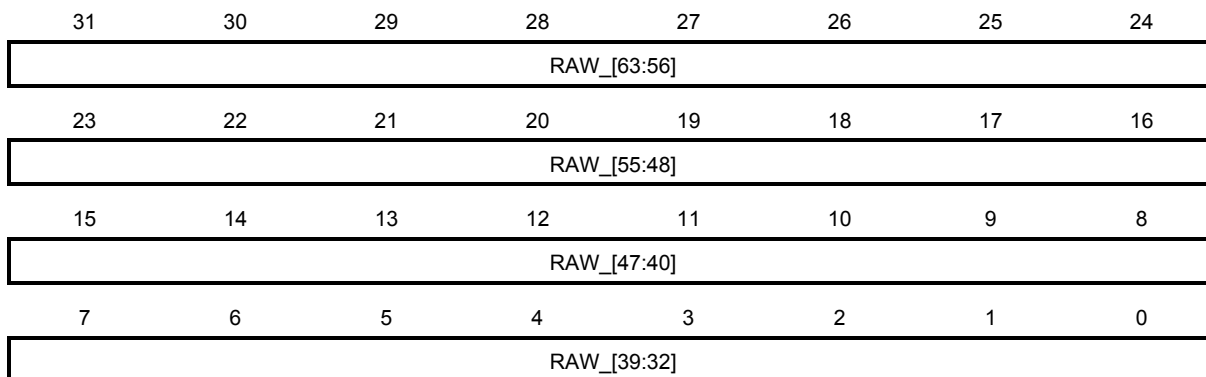 31 30 29 28 27 26 25 24
RAW_[63:56]
23 22 21 20 19 18 17 16
RAW_[55:48]
15 14 13 12 11 10 9 8
RAW_[47:40]
7 6 5 4 3 2 1 0
RAW_[39:32]